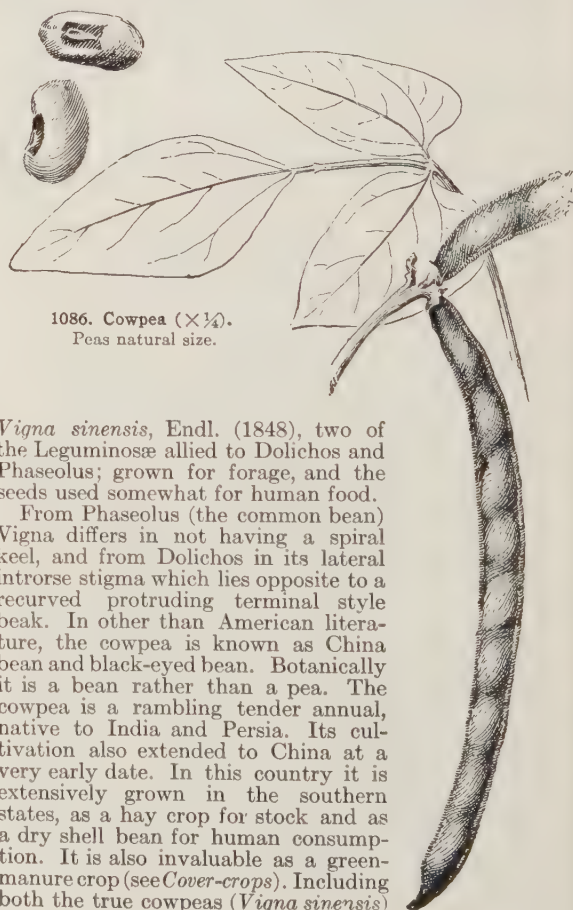 1086. Cowpea (×¼).
Peas natural size.
Vigna sinensis, Endl. (1848), two of
the Leguminosæ allied to Dolichos and
Phaseolus; grown for forage, and the
seeds used somewhat for human food.
From Phaseolus (the common bean)
Vigna differs in not having a spiral
keel, and from Dolichos in its lateral
introrse stigma which lies opposite to a
recurved protruding terminal style
beak. In other than American litera-
ture, the cowpea is known as China
bean and black-eyed bean. Botanically
it is a bean rather than a pea. The
cowpea is a rambling tender annual,
native to India and Persia. Its cul-
tivation also extended to China at a
very early date. In this country it is
extensively grown in the southern
states, as a hay crop for stock and as
a dry shell bean for human consump-
tion. It is also invaluable as a green-
manure crop (see Cover-crops). Including
both the true cowpeas (Vigna sinensis)